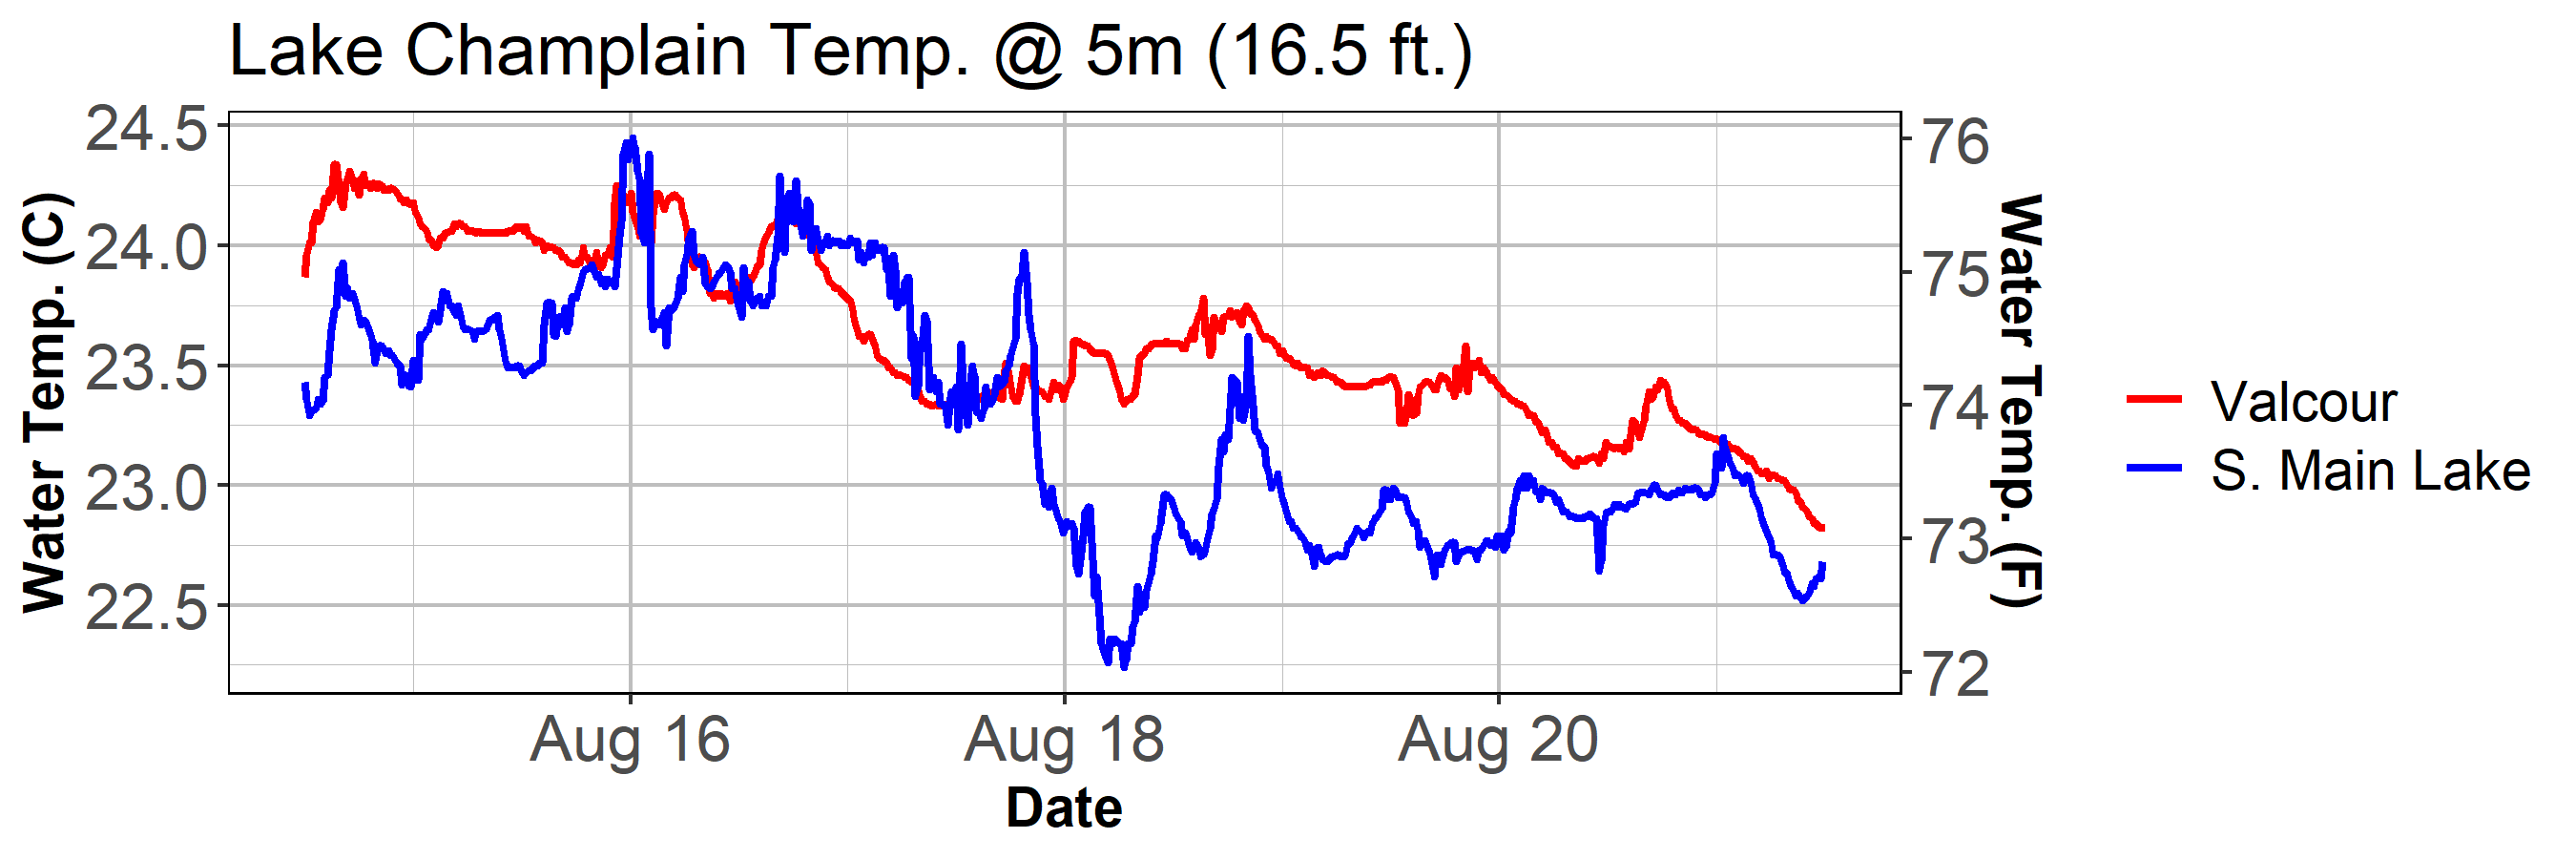 Lake Champlain Temp. @ 5m (16.5 ft.)
Water Temp. (C)
24.5
24.0
23.5
23.0
22.5
76
75
74
73
72
Water Temp. (F)
Aug 16
Aug 18
Aug 20
Date
Valcour
S. Main Lake